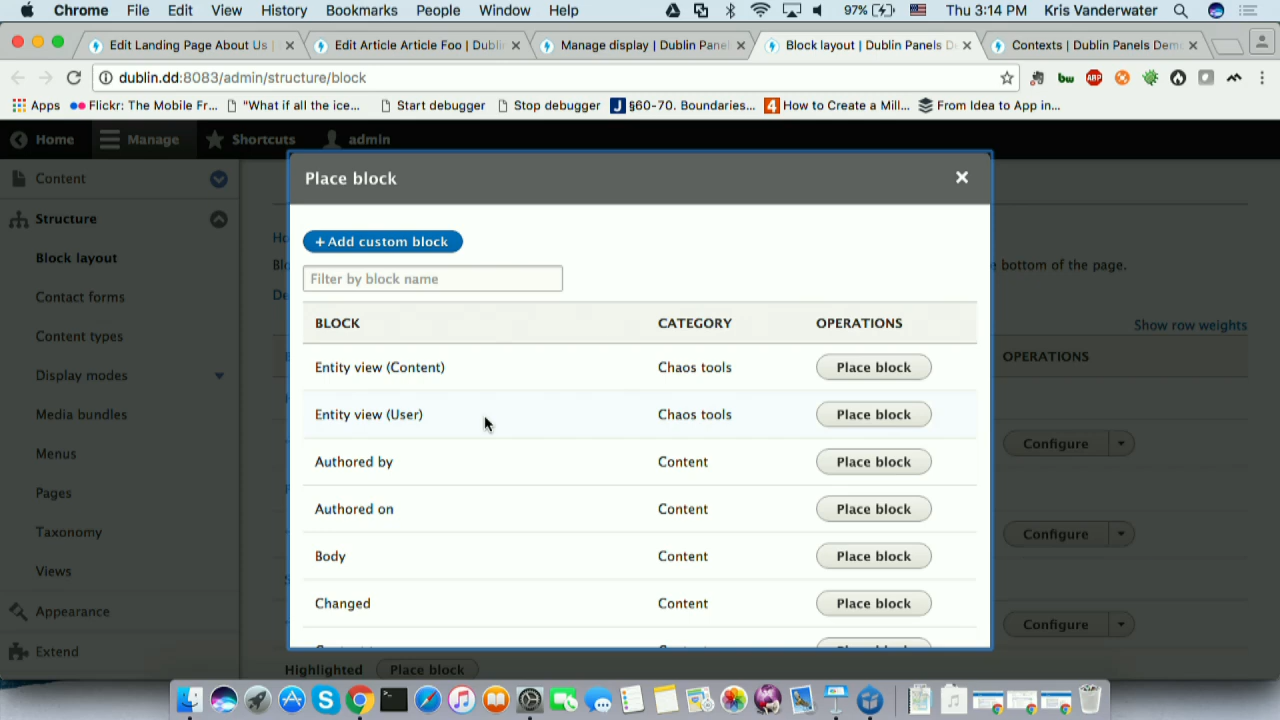 Chrome File Edit View History Bookmarks People Window Help 97% Thu 3:14 PM Kris Vanderwater
Edit Landing Page About Us | Edit Article Article Foo | Dublin Manage display | Dublin Panel Block layout | Dublin Panels D Contexts | Dublin Panels Dem
dublin.dd:8083/admin/structure/block
Apps Flickr: The Mobile Fr... "What if all the ice... Start debugger Stop debugger §60-70. Boundaries... How to Create a Mill... From Idea to App in...
Home Manage Shortcuts admin
Content
Structure
Block layout
Contact forms
Content types
Display modes
Media bundles
Menus
Pages
Taxonomy
Views
Appearance
Extend
Place block
+ Add custom block
Filter by block name
BLOCK CATEGORY OPERATIONS
Entity view (Content) Chaos tools Place block
Entity view (User) Chaos tools Place block
Authored by Content Place block
Authored on Content Place block
Body Content Place block
Changed Content Place block
bottom of the page.
Show row weights
OPERATIONS
Configure
Configure
Configure
Highlighted Place block